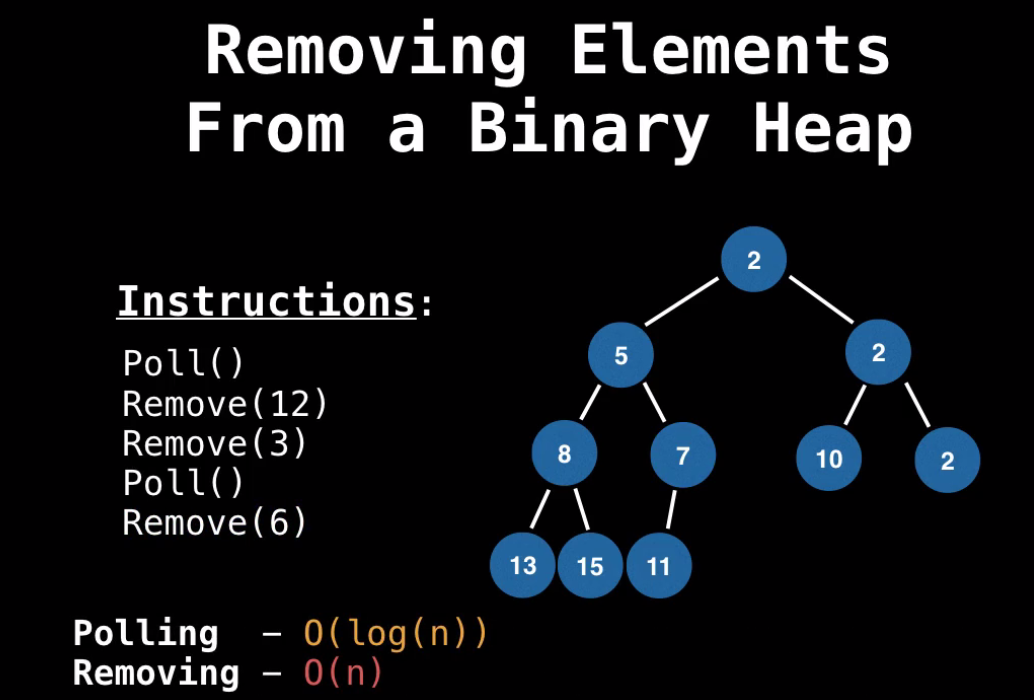 Removing Elements
From a Binary Heap
Instructions:
Poll()
Remove(12)
Remove(3)
Poll()
Remove(6)
2
5
2
8
7
10
2
13
15
11
Polling – O(log(n))
Removing – O(n)